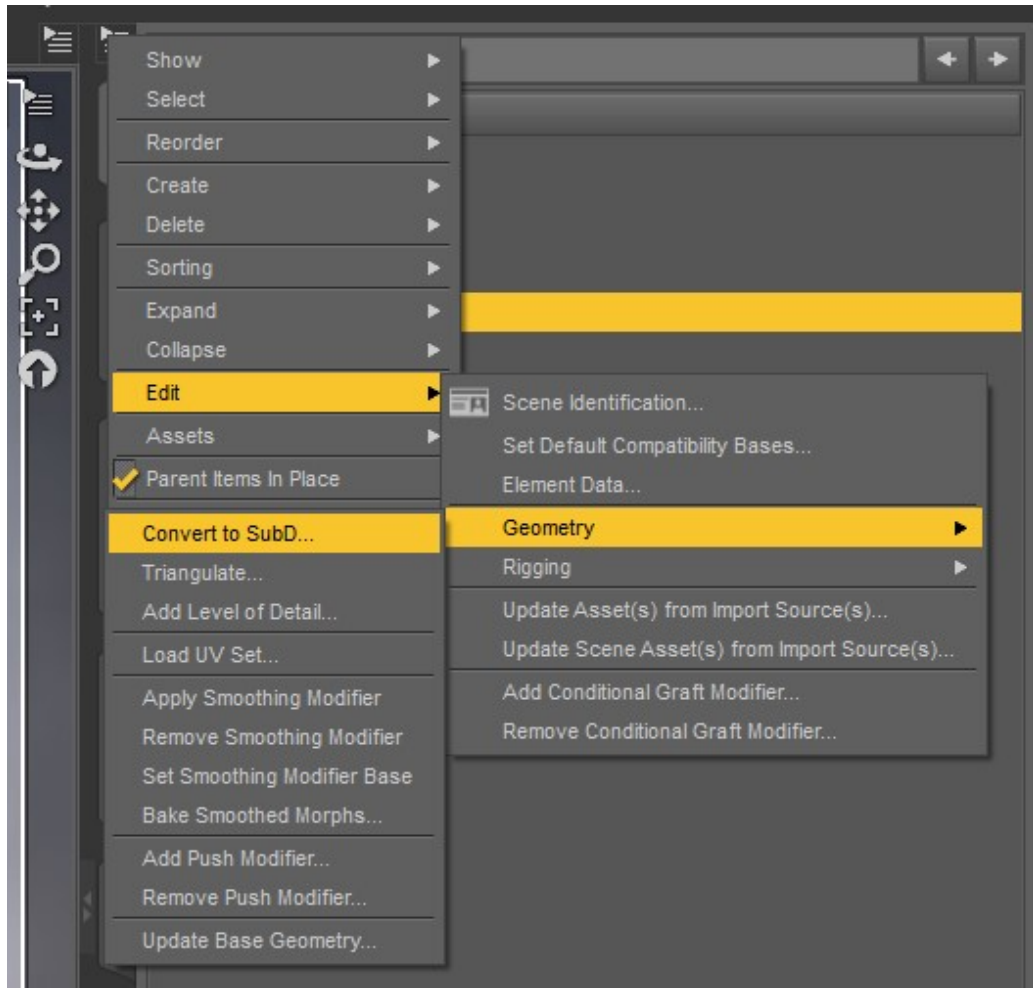 Show
Select
Reorder
Create
Delete
Sorting
Expand
Collapse
Edit
Assets
Parent Items In Place
Scene Identification...
Set Default Compatibility Bases...
Element Data...
Geometry
Rigging
Update Asset(s) from Import Source(s)...
Update Scene Asset(s) from Import Source(s)...
Add Conditional Graft Modifier...
Remove Conditional Graft Modifier...
Convert to SubD...
Triangulate...
Add Level of Detail...
Load UV Set...
Apply Smoothing Modifier
Remove Smoothing Modifier
Set Smoothing Modifier Base
Bake Smoothed Morphs...
Add Push Modifier...
Remove Push Modifier...
Update Base Geometry...